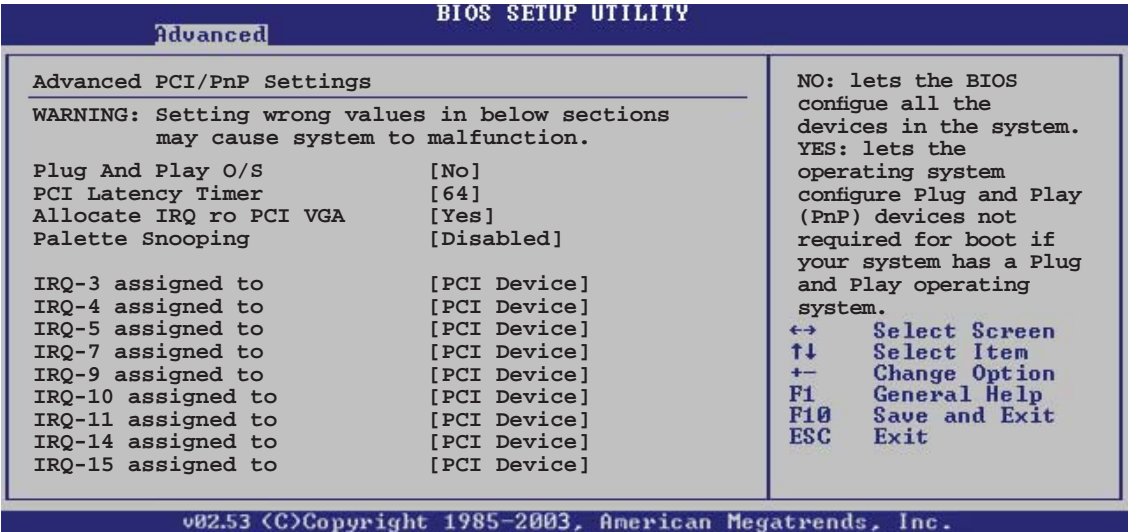 BIOS SETUP UTILITY
Advanced
Advanced PCI/PnP Settings
WARNING: Setting wrong values in below sections
may cause system to malfunction.
Plug And Play O/S [No]
PCI Latency Timer [64]
Allocate IRQ ro PCI VGA [Yes]
Palette Snooping [Disabled]
IRQ-3 assigned to [PCI Device]
IRQ-4 assigned to [PCI Device]
IRQ-5 assigned to [PCI Device]
IRQ-7 assigned to [PCI Device]
IRQ-9 assigned to [PCI Device]
IRQ-10 assigned to [PCI Device]
IRQ-11 assigned to [PCI Device]
IRQ-14 assigned to [PCI Device]
IRQ-15 assigned to [PCI Device]
NO: lets the BIOS
configue all the
devices in the system.
YES: lets the
operating system
configure Plug and Play
(PnP) devices not
required for boot if
your system has a Plug
and Play operating
system.
←→ Select Screen
↑↓ Select Item
+- Change Option
F1 General Help
F10 Save and Exit
ESC Exit
v02.53 (C)Copyright 1985-2003, American Megatrends, Inc.